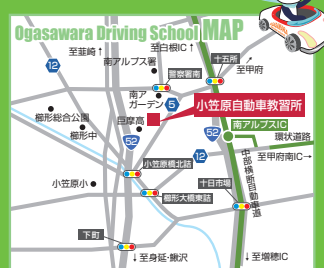 Ogasawara Driving School MAP
至韮崎↑
至白根IC↑
十五所
南アルプス署
至甲府
12
警察署南
南ア
ガーデン
5
小笠原自動車教習所
櫛形総合公園
巨摩高
南アルプスIC
櫛形中
52
52
環状道路
小笠原橋北詰
12
至甲府南IC→
小笠原小
十日市場
櫛形大橋東詰
中部横断自動車道
下町
↓至身延・鰍沢
↓至増穂IC